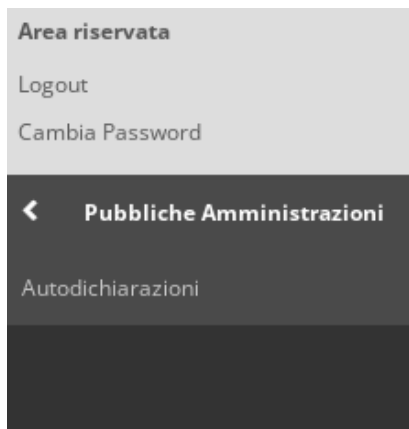 Area riservata
Logout
Cambia Password
Pubbliche Amministrazioni
Autodichiarazioni